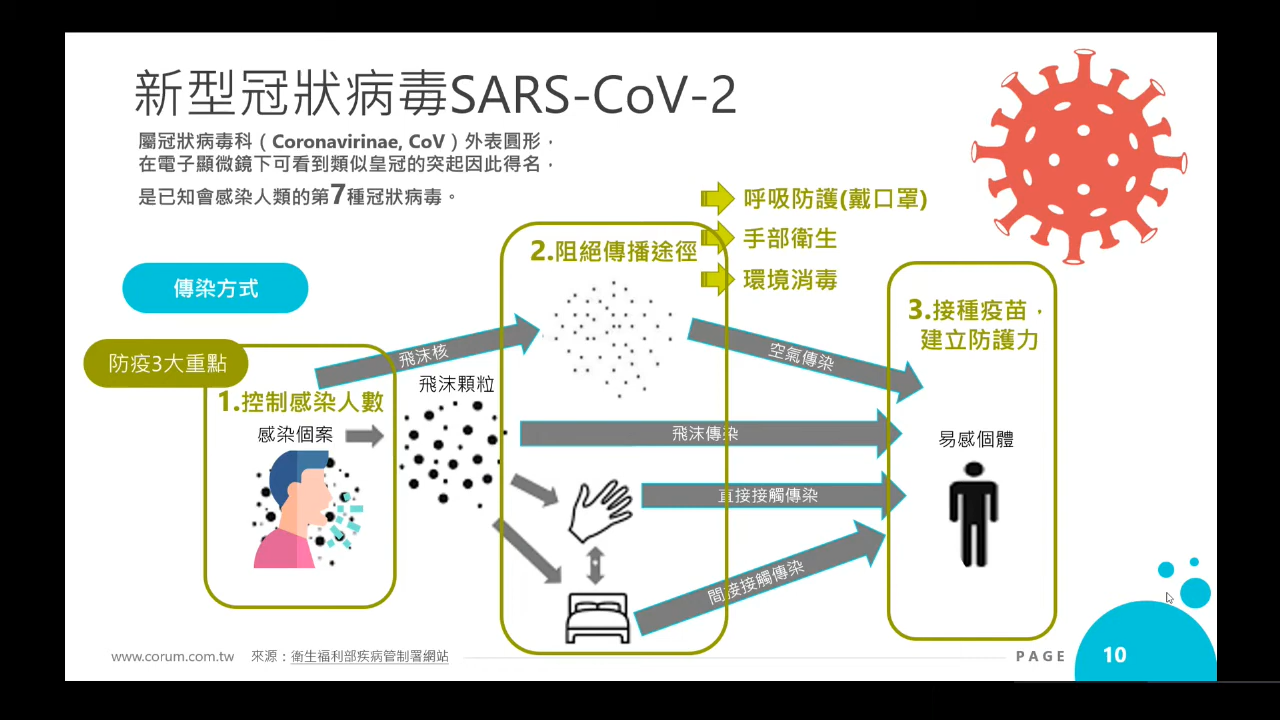 新型冠狀病毒SARS-CoV-2
屬冠狀病毒科（Coronavirinae, CoV）外表圓形，
在電子顯微鏡下可看到類似皇冠的突起因此得名，
是已知會感染人類的第7種冠狀病毒。
呼吸防護(戴口罩)
手部衛生
環境消毒
2.阻絕傳播途徑
傳染方式
3.接種疫苗，
建立防護力
防疫3大重點
1.控制感染人數
感染個案
飛沫核
飛沫顆粒
空氣傳染
飛沫傳染
直接接觸傳染
間接接觸傳染
易感個體
www.corum.com.tw 來源：衛生福利部疾病管制署網站
PAGE 10